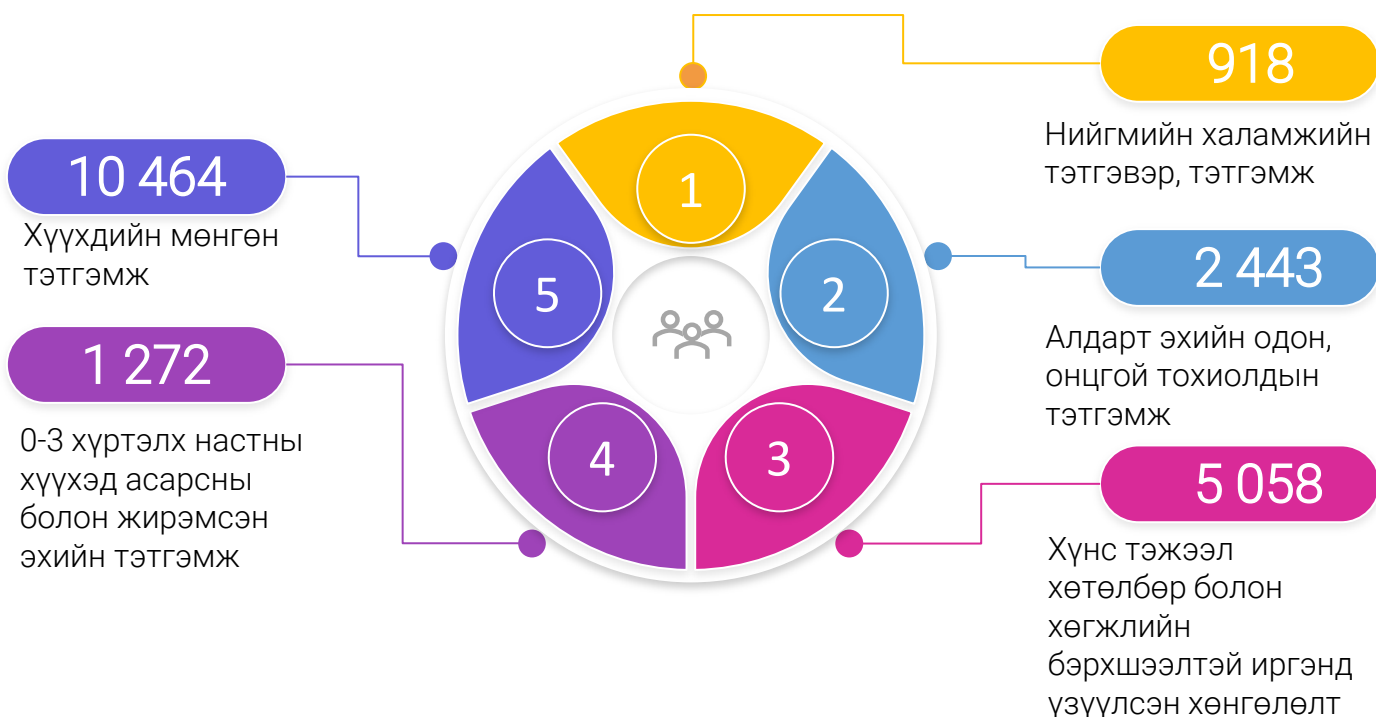 918
Нийгмийн халамжийн
тэтгэвэр, тэтгэмж
2 443
Алдарт эхийн одон,
онцгой тохиолдын
тэтгэмж
5 058
Хүнс тэжээл
хөтөлбөр болон
хөгжлийн
бэрхшээлтэй иргэнд
үзүүлсэн хөнгөлөлт
1 272
0-3 хүртэлх настны
хүүхэд асарсны
болон жирэмсэн
эхийн тэтгэмж
10 464
Хүүхдийн мөнгөн
тэтгэмж
1
2
3
4
5